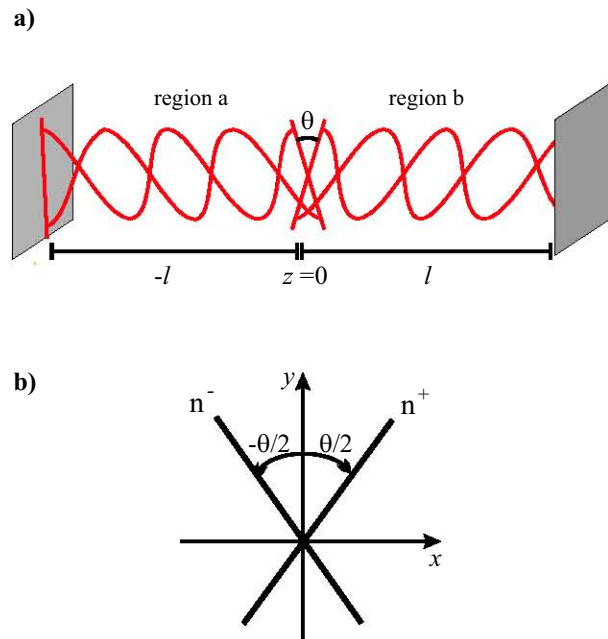 a)
region a
θ
region b
-l
z =0
l
b)
y
n⁻
n⁺
-θ/2
θ/2
x